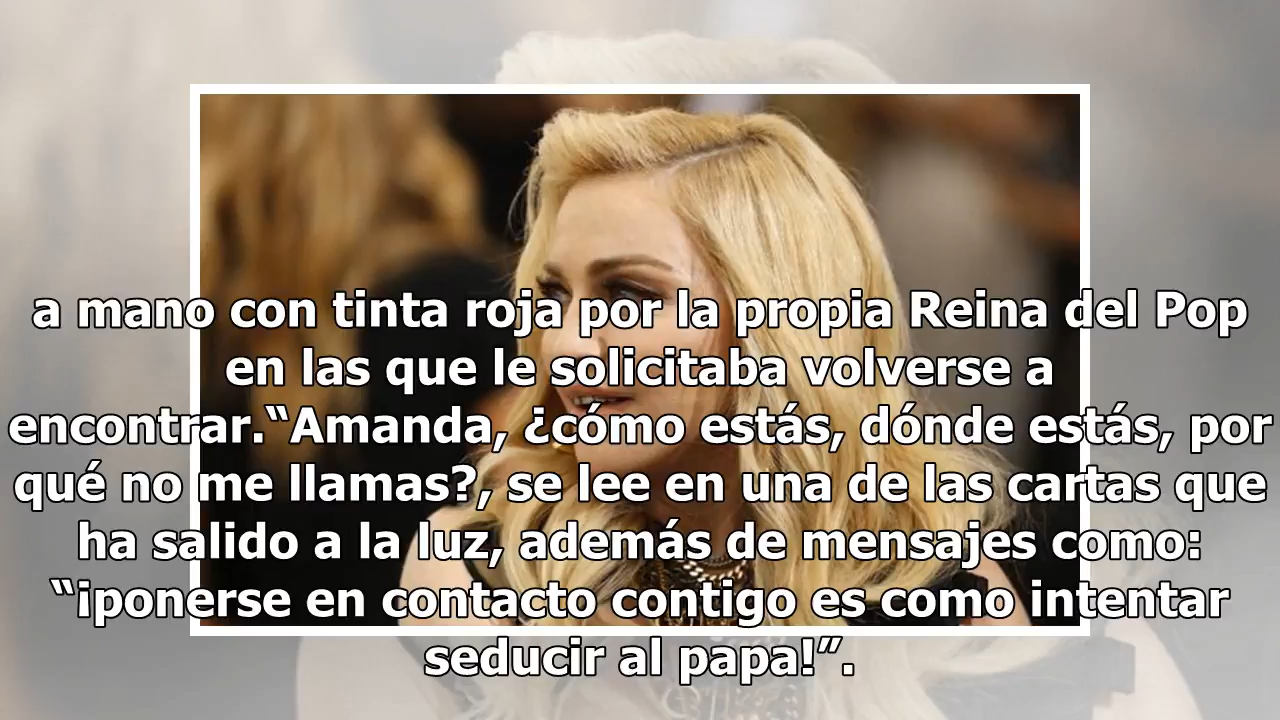 a mano con tinta roja por la propia Reina del Pop
en las que le solicitaba volverse a
encontrar.“Amanda, ¿cómo estás, dónde estás, por
qué no me llamas?, se lee en una de las cartas que
ha salido a la luz, además de mensajes como:
“¡ponerse en contacto contigo es como intentar
seducir al papa!”.